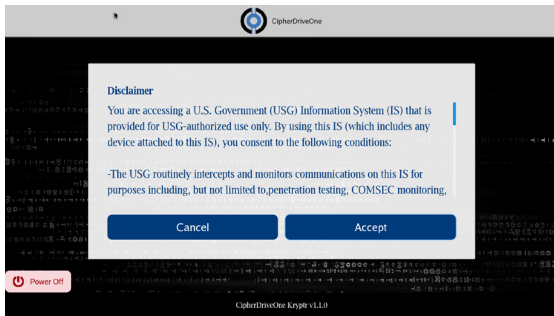 CipherDriveOne
Disclaimer
You are accessing a U.S. Government (USG) Information System (IS) that is
provided for USG-authorized use only. By using this IS (which includes any
device attached to this IS), you consent to the following conditions:
-The USG routinely intercepts and monitors communications on this IS for
purposes including, but not limited to,penetration testing, COMSEC monitoring,
Cancel
Accept
Power Off
CipherDriveOne Kryptr v1.1.0